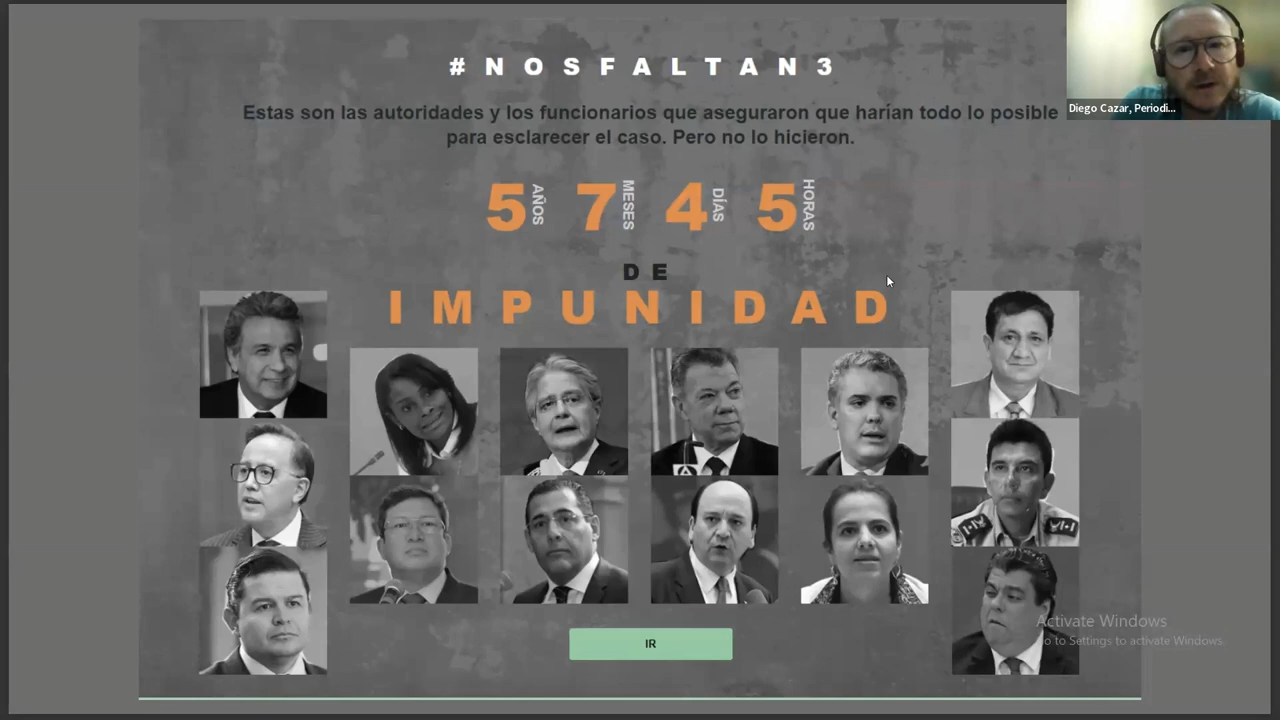 #NOSFALTAN3
Diego Cazar, Periodi...
Estas son las autoridades y los funcionarios que aseguraron que harían todo lo posible
para esclarecer el caso. Pero no lo hicieron.
5 AÑOS 7 MESES 4 DÍAS 5 HORAS
DE
IMPUNIDAD
IR
Activate Windows
o to Settings to activate Windows.